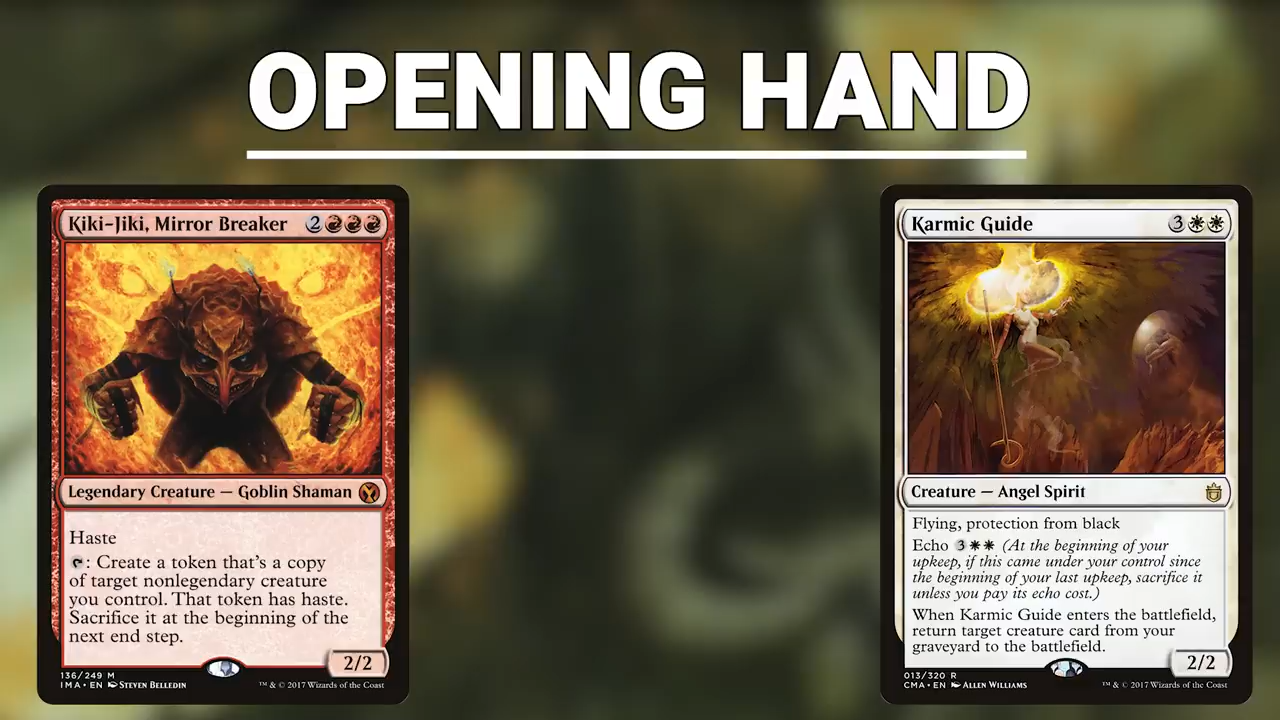 OPENING HAND
Kiki-Jiki, Mirror Breaker 2
Legendary Creature — Goblin Shaman
Haste
: Create a token that's a copy
of target nonlegendary creature
you control. That token has haste.
Sacrifice it at the beginning of the
next end step.
2/2
136/249 M
IMA • EN Steven Belledin
™ & © 2017 Wizards of the Coast
Karmic Guide 3
Creature — Angel Spirit
Flying, protection from black
Echo 3 (At the beginning of your
upkeep, if this came under your control since
the beginning of your last upkeep, sacrifice it
unless you pay its echo cost.)
When Karmic Guide enters the battlefield,
return target creature card from your
graveyard to the battlefield.
2/2
013/320 R
CMA • EN Allen Williams
™ & © 2017 Wizards of the Coast